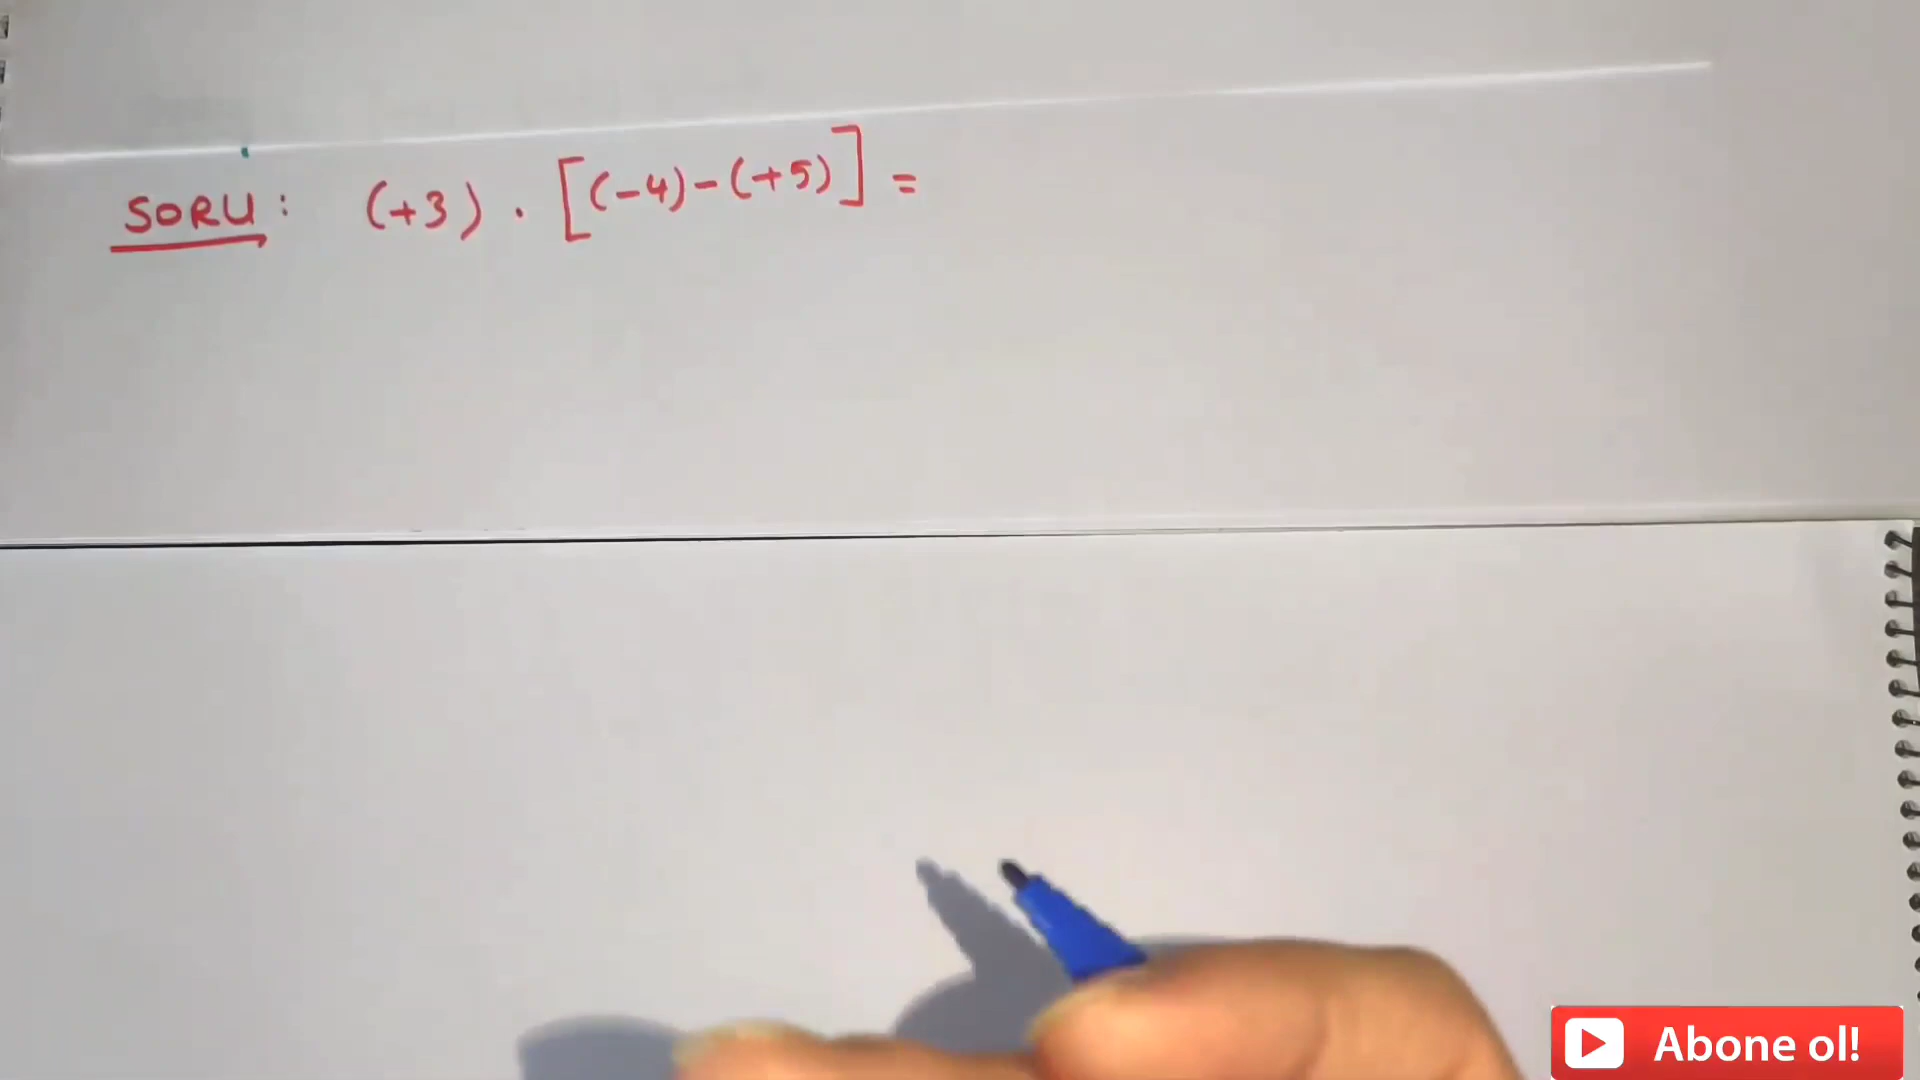 SORU: (+3) . [(-4)-(+5)] =
Abone ol!